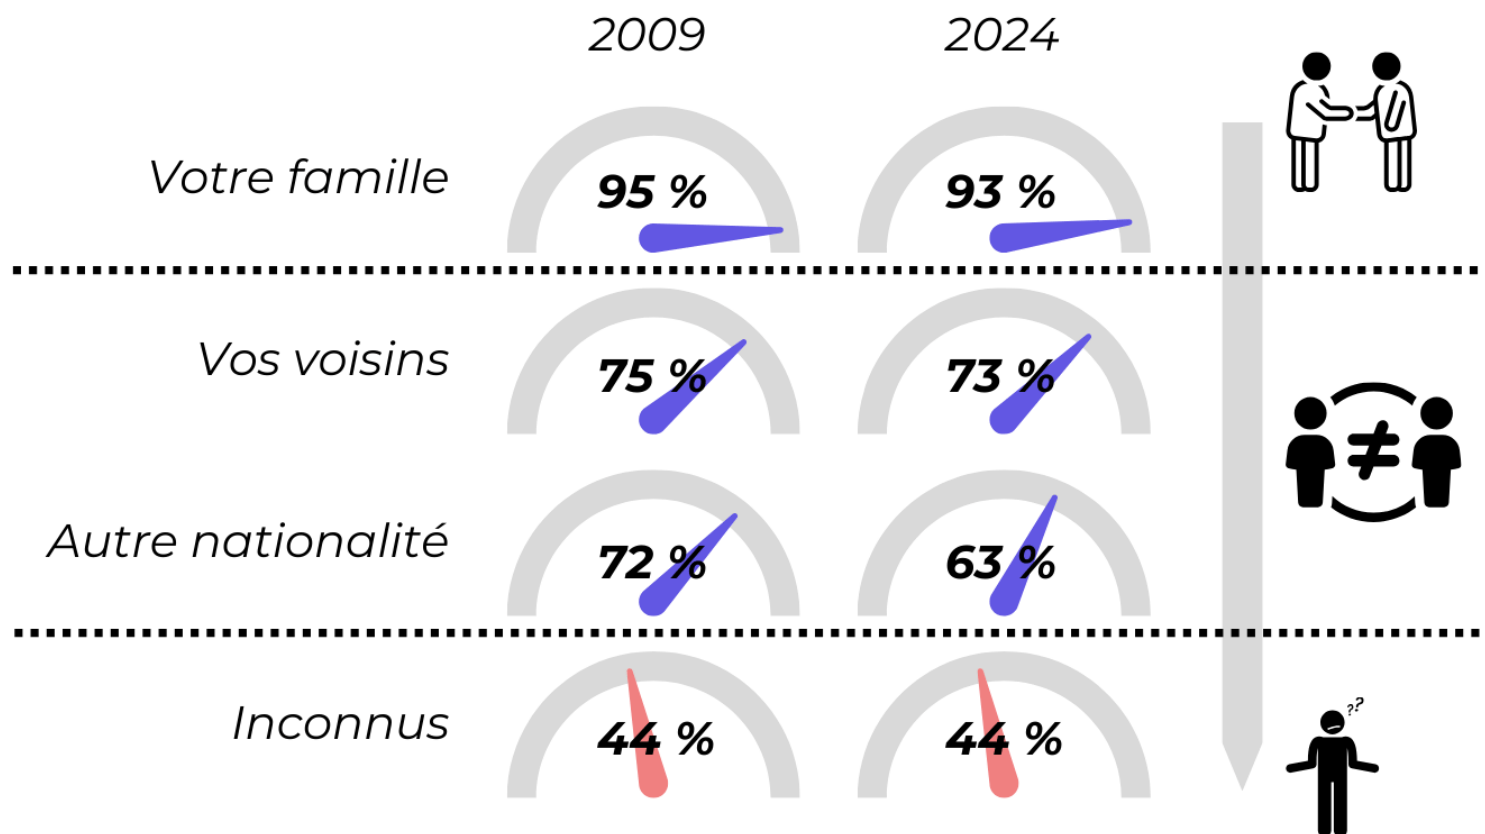 2009 2024
Votre famille 95 % 93 %
Vos voisins 75 % 73 %
≠
Autre nationalité 72 % 63 %
??
Inconnus 44 % 44 %